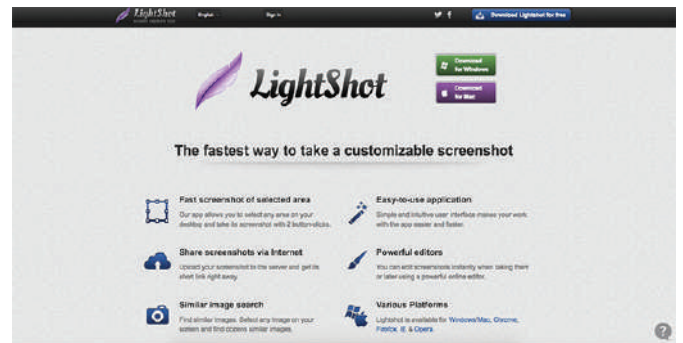 LightShot
English
Sign in
Download Lightshot for free
LightShot
Download
for Windows
Download
for Mac
The fastest way to take a customizable screenshot
Fast screenshot of selected area
Our app allows you to select any area on your
desktop and take its screenshot with 2 button-clicks.
Easy-to-use application
Simple and intuitive user interface makes your work
with the app easier and faster.
Share screenshots via Internet
Upload your screenshot to the server and get its
short link right away.
Powerful editors
You can edit screenshots instantly when taking them
or later using a powerful online editor.
Similar image search
Find similar images. Select any image on your
screen and find dozens similar images.
Various Platforms
Lightshot is available for Windows/Mac, Chrome,
Firefox, IE & Opera.
?